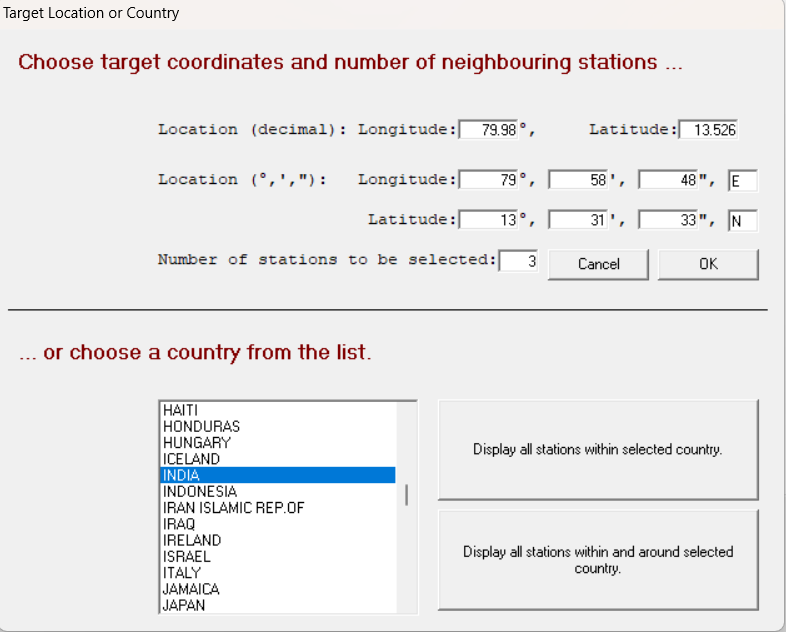 Target Location or Country
Choose target coordinates and number of neighbouring stations ...
Location (decimal): Longitude: 79.98 °, Latitude: 13.526
Location (°,',"): Longitude: 79 °, 58 ', 48 ", E
Latitude: 13 °, 31 ', 33 ", N
Number of stations to be selected: 3 Cancel OK
... or choose a country from the list.
HAITI
HONDURAS
HUNGARY
ICELAND
INDIA
INDONESIA
IRAN ISLAMIC REP.OF
IRAQ
IRELAND
ISRAEL
ITALY
JAMAICA
JAPAN
Display all stations within selected country.
Display all stations within and around selected
country.